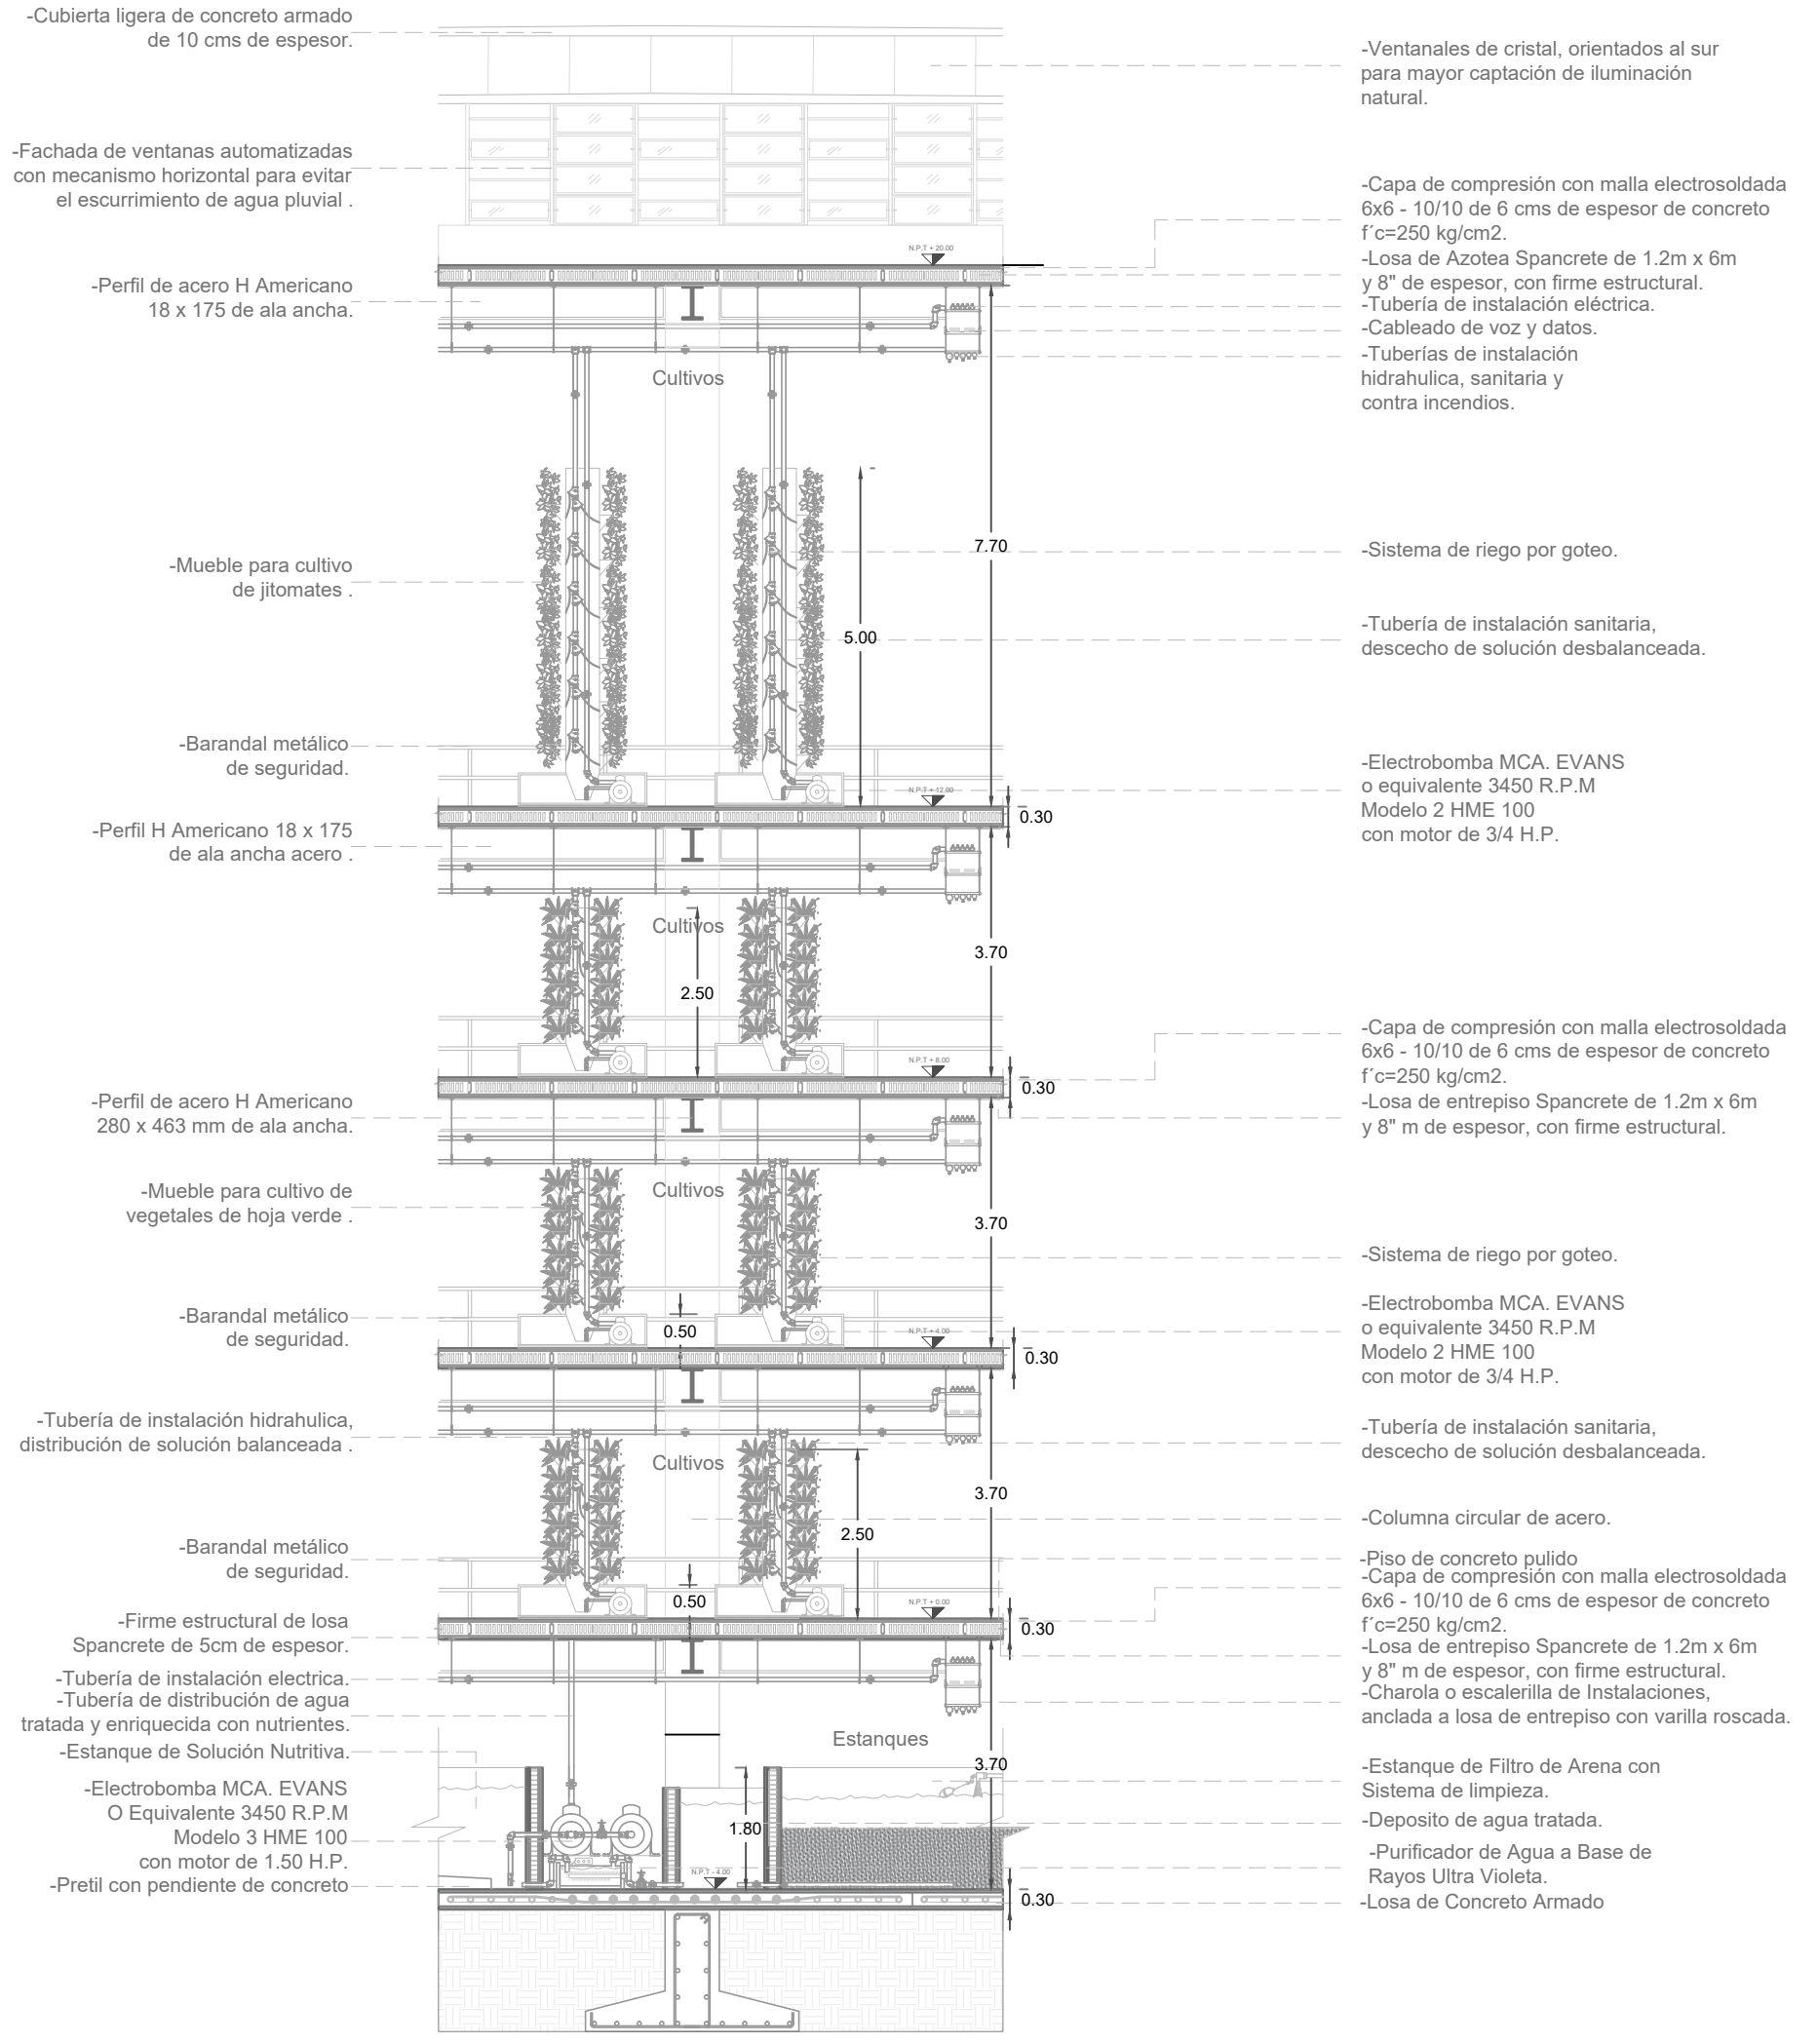 -Cubierta ligera de concreto armado
de 10 cms de espesor.
-Fachada de ventanas automatizadas
con mecanismo horizontal para evitar
el escurrimiento de agua pluvial .
-Perfil de acero H Americano
18 x 175 de ala ancha.
-Mueble para cultivo
de jitomates .
-Barandal metálico
de seguridad.
-Perfil H Americano 18 x 175
de ala ancha acero .
-Perfil de acero H Americano
280 x 463 mm de ala ancha.
-Mueble para cultivo de
vegetales de hoja verde .
-Barandal metálico
de seguridad.
-Tubería de instalación hidrahulica,
distribución de solución balanceada .
-Barandal metálico
de seguridad.
-Firme estructural de losa
Spancrete de 5cm de espesor.
-Tubería de instalación electrica.
-Tubería de distribución de agua
tratada y enriquecida con nutrientes.
-Estanque de Solución Nutritiva.
-Electrobomba MCA. EVANS
O Equivalente 3450 R.P.M
Modelo 3 HME 100
con motor de 1.50 H.P.
-Pretil con pendiente de concreto
N.P.T + 20.00
Cultivos
7.70
5.00
N.P.T + 12.00
0.30
Cultivos
3.70
2.50
N.P.T + 8.00
0.30
Cultivos
3.70
0.50
N.P.T + 4.00
0.30
Cultivos
3.70
2.50
0.50
N.P.T + 0.00
0.30
Estanques
3.70
1.80
N.P.T - 4.00
0.30
-Ventanales de cristal, orientados al sur
para mayor captación de iluminación
natural.
-Capa de compresión con malla electrosoldada
6x6 - 10/10 de 6 cms de espesor de concreto
f´c=250 kg/cm2.
-Losa de Azotea Spancrete de 1.2m x 6m
y 8" de espesor, con firme estructural.
-Tubería de instalación eléctrica.
-Cableado de voz y datos.
-Tuberías de instalación
hidrahulica, sanitaria y
contra incendios.
-Sistema de riego por goteo.
-Tubería de instalación sanitaria,
descecho de solución desbalanceada.
-Electrobomba MCA. EVANS
o equivalente 3450 R.P.M
Modelo 2 HME 100
con motor de 3/4 H.P.
-Capa de compresión con malla electrosoldada
6x6 - 10/10 de 6 cms de espesor de concreto
f´c=250 kg/cm2.
-Losa de entrepiso Spancrete de 1.2m x 6m
y 8" m de espesor, con firme estructural.
-Sistema de riego por goteo.
-Electrobomba MCA. EVANS
o equivalente 3450 R.P.M
Modelo 2 HME 100
con motor de 3/4 H.P.
-Tubería de instalación sanitaria,
descecho de solución desbalanceada.
-Columna circular de acero.
-Piso de concreto pulido
-Capa de compresión con malla electrosoldada
6x6 - 10/10 de 6 cms de espesor de concreto
f´c=250 kg/cm2.
-Losa de entrepiso Spancrete de 1.2m x 6m
y 8" m de espesor, con firme estructural.
-Charola o escalerilla de Instalaciones,
anclada a losa de entrepiso con varilla roscada.
-Estanque de Filtro de Arena con
Sistema de limpieza.
-Deposito de agua tratada.
-Purificador de Agua a Base de
Rayos Ultra Violeta.
-Losa de Concreto Armado